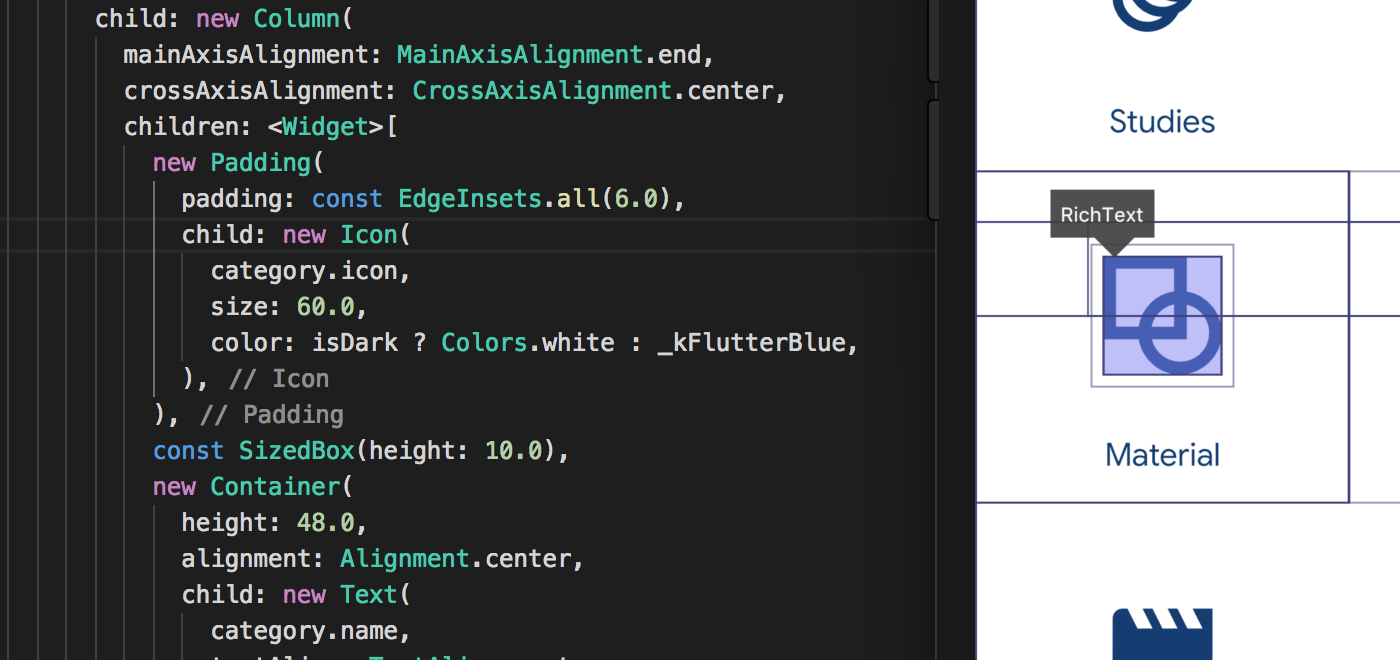 child: new Column(
mainAxisAlignment: MainAxisAlignment.end,
crossAxisAlignment: CrossAxisAlignment.center,
children: <Widget>[
new Padding(
padding: const EdgeInsets.all(6.0),
child: new Icon(
category.icon,
size: 60.0,
color: isDark ? Colors.white : _kFlutterBlue,
), // Icon
), // Padding
const SizedBox(height: 10.0),
new Container(
height: 48.0,
alignment: Alignment.center,
child: new Text(
category.name,
Studies
RichText
Material